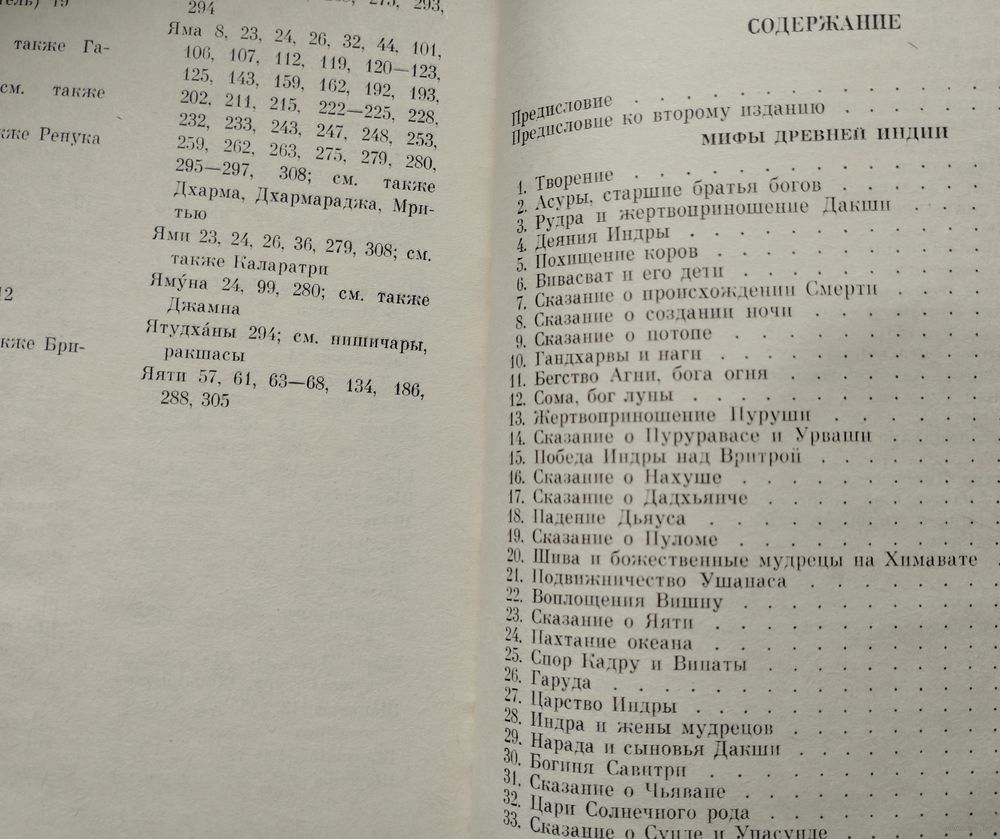 также Га-
см. также
кже Ренука
12
кже Бри-
294
Яма 8, 23, 24, 26, 32, 44, 101,
106, 107, 112, 119, 120—123,
125, 143, 159, 162, 192, 193,
202, 211, 215, 222—225, 228,
232, 233, 243, 247, 248, 253,
259, 262, 263, 275, 279, 280,
295—297, 308; см. также
Дхарма, Дхармараджа, Мри-
тью
Ями 23, 24, 26, 36, 279, 308; см.
также Каларатри
Яму́на 24, 99, 280; см. также
Джамна
Ятудха́ны 294; см. нишичары,
ракшасы
Яяти 57, 61, 63—68, 134, 186,
288, 305
СОДЕРЖАНИЕ
Предисловие . . . . . . . . . .
Предисловие ко второму изданию . . . .
МИФЫ ДРЕВНЕЙ ИНДИИ
1. Творение . . . . . . . . . .
2. Асуры, старшие братья богов . . . . .
3. Рудра и жертвоприношение Дакши . . .
4. Деяния Индры . . . . . . . .
5. Похищение коров . . . . . . . .
6. Вивасват и его дети . . . . . . .
7. Сказание о происхождении Смерти . . .
8. Сказание о создании ночи . . . . .
9. Сказание о потопе . . . . . . .
10. Гандхарвы и наги . . . . . . .
11. Бегство Агни, бога огня . . . . . .
12. Сома, бог луны . . . . . . . .
13. Жертвоприношение Пуруши . . . . .
14. Сказание о Пуруравасе и Урваши . . .
15. Победа Индры над Вритрой . . . . .
16. Сказание о Нахуше . . . . . . .
17. Сказание о Дадхьянче . . . . . .
18. Падение Дьяуса . . . . . . . .
19. Сказание о Пуломе . . . . . . .
20. Шива и божественные мудрецы на Химавате .
21. Подвижничество Ушанаса . . . . .
22. Воплощения Вишну . . . . . . .
23. Сказание о Яяти . . . . . . . .
24. Пахтание океана . . . . . . . .
25. Спор Кадру и Винаты . . . . . .
26. Гаруда . . . . . . . . . .
27. Царство Индры . . . . . . . .
28. Индра и жены мудрецов . . . . . .
29. Нарада и сыновья Дакши . . . . . .
30. Богиня Савитри . . . . . . . .
31. Сказание о Чьяване . . . . . . .
32. Цари Солнечного рода . . . . . .
33. Сказание о Сунде и Упасунде . . . .